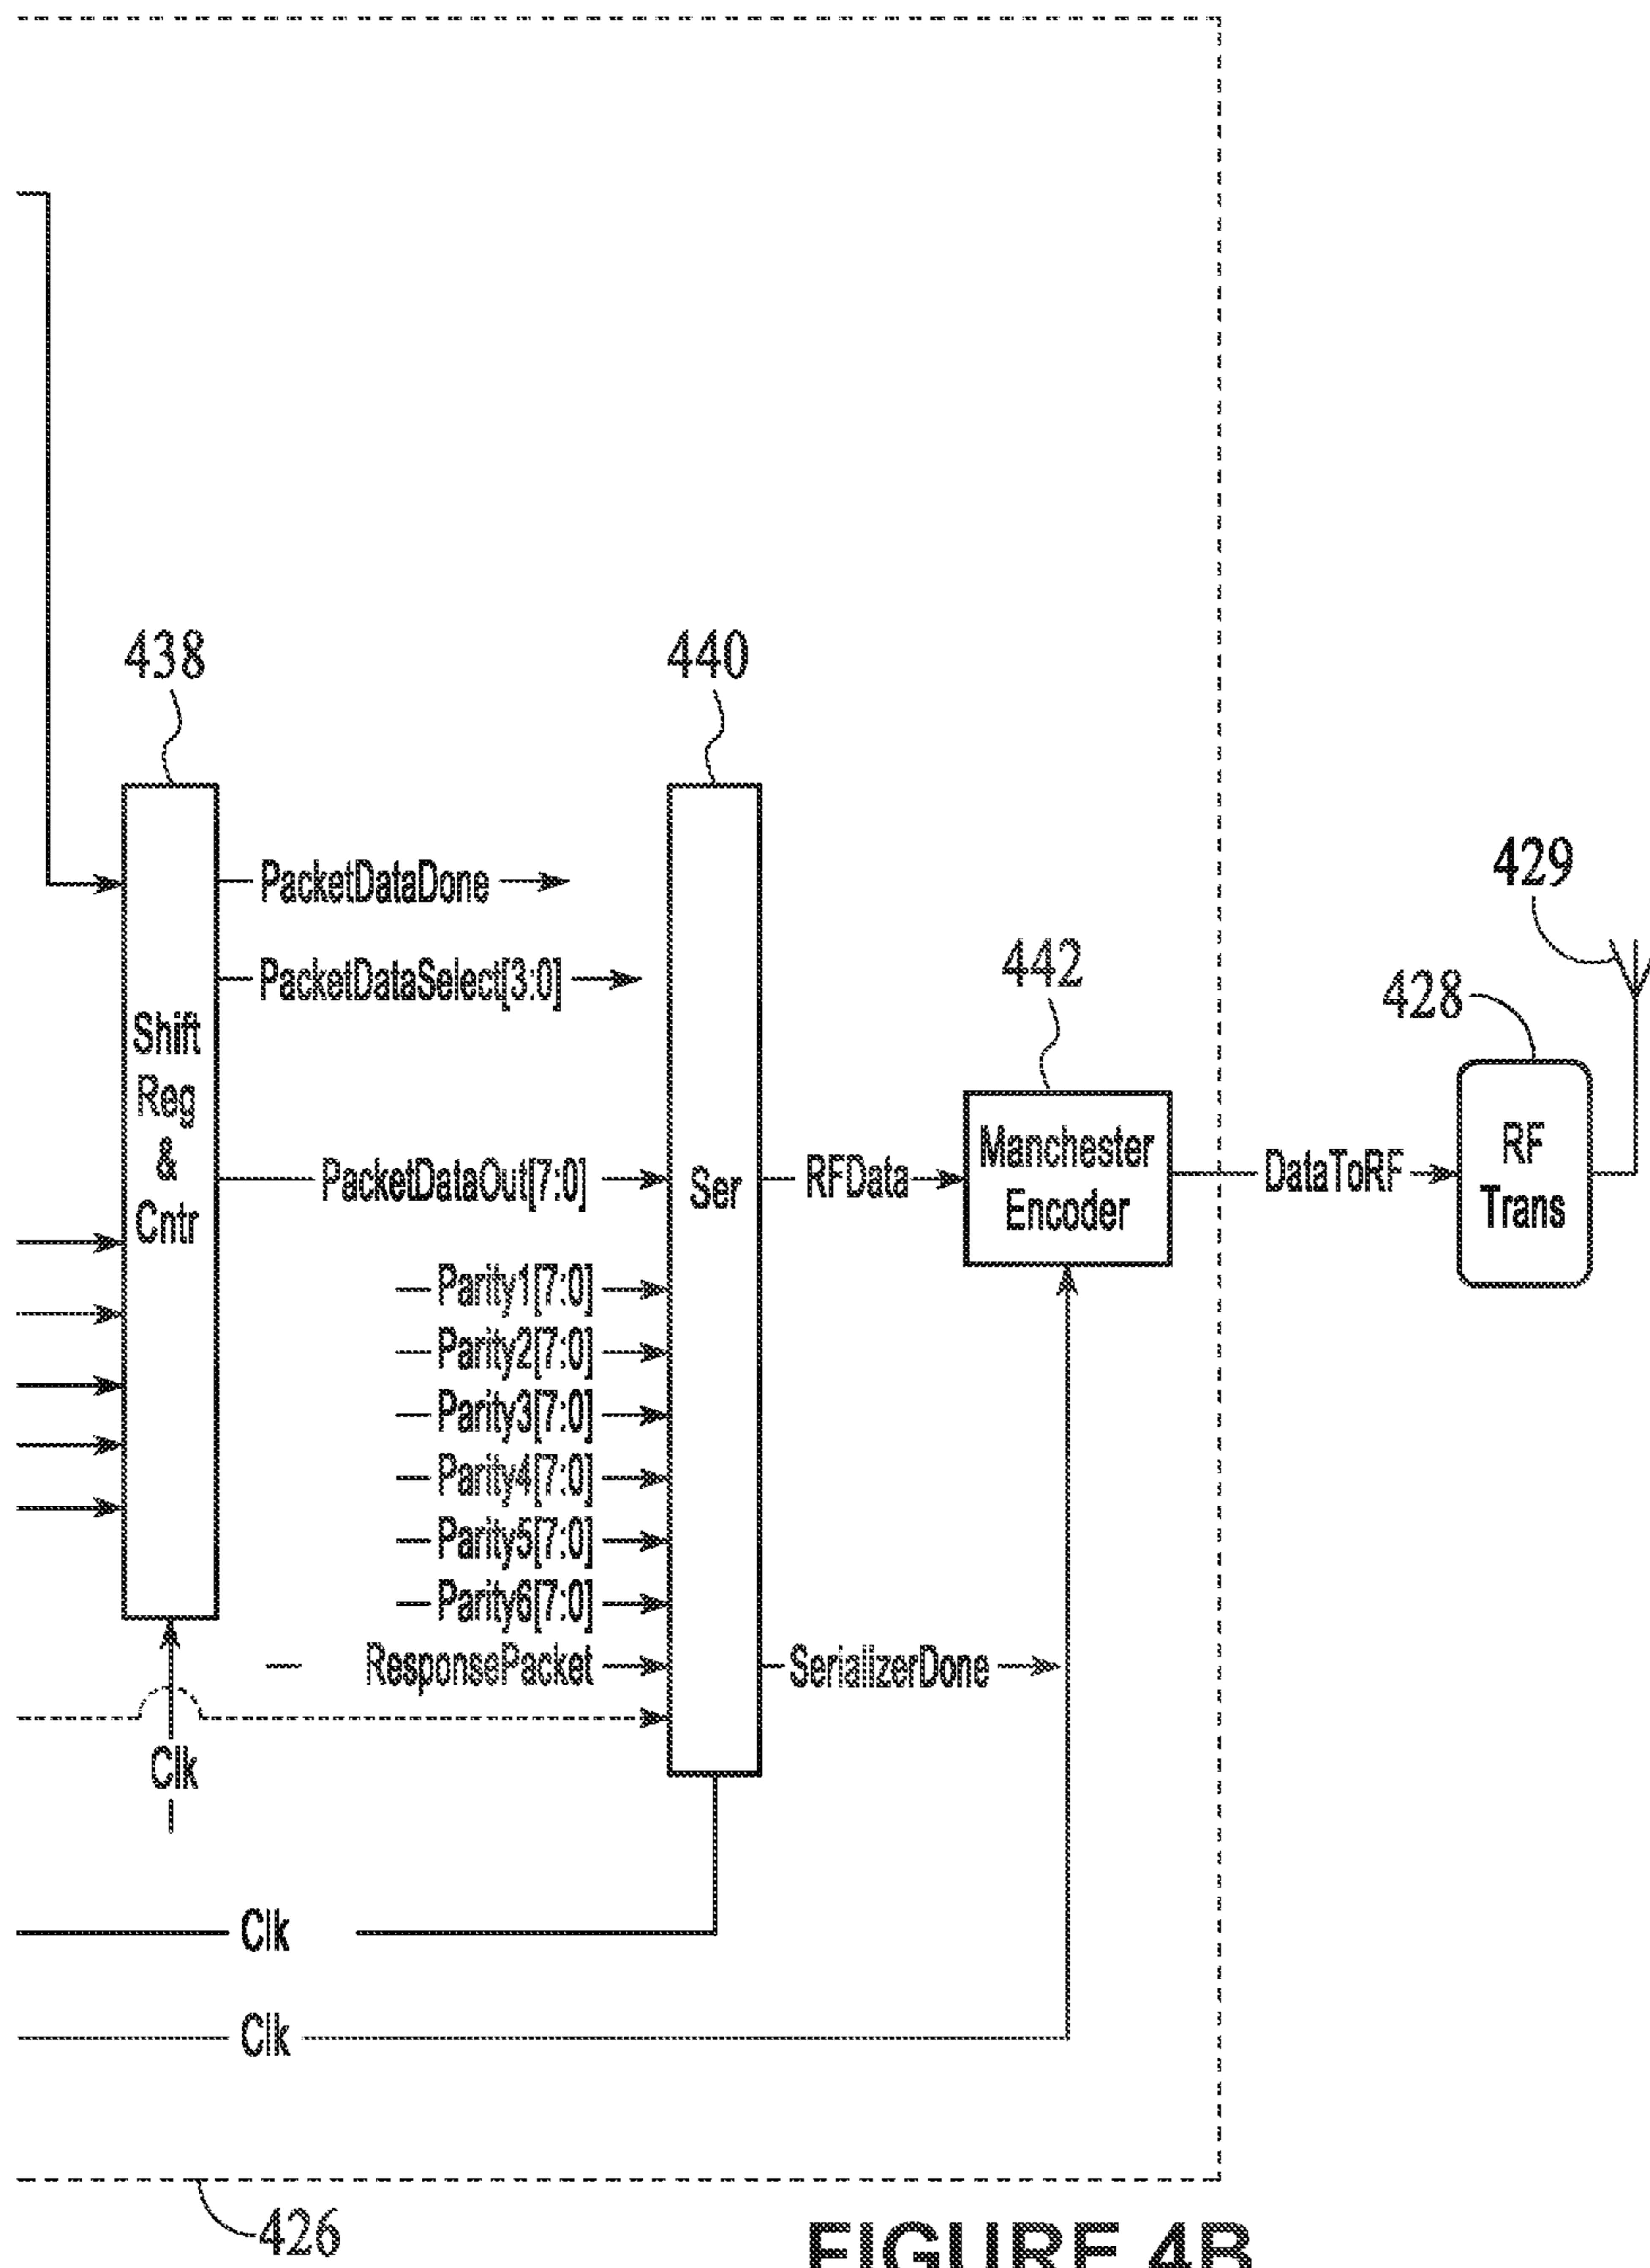 438
440
429
PacketDataDone
442
PacketDataSelect[3:0]
428
Shift
Reg
&
Cntr
PacketDataOut[7:0]
Ser
RFData
Manchester
Encoder
DataToRF
RF
Trans
Parity1[7:0]
Parity2[7:0]
Parity3[7:0]
Parity4[7:0]
Parity5[7:0]
Parity6[7:0]
ResponsePacket
SerializerDone
Clk
Clk
Clk
426
FIGURE 4B